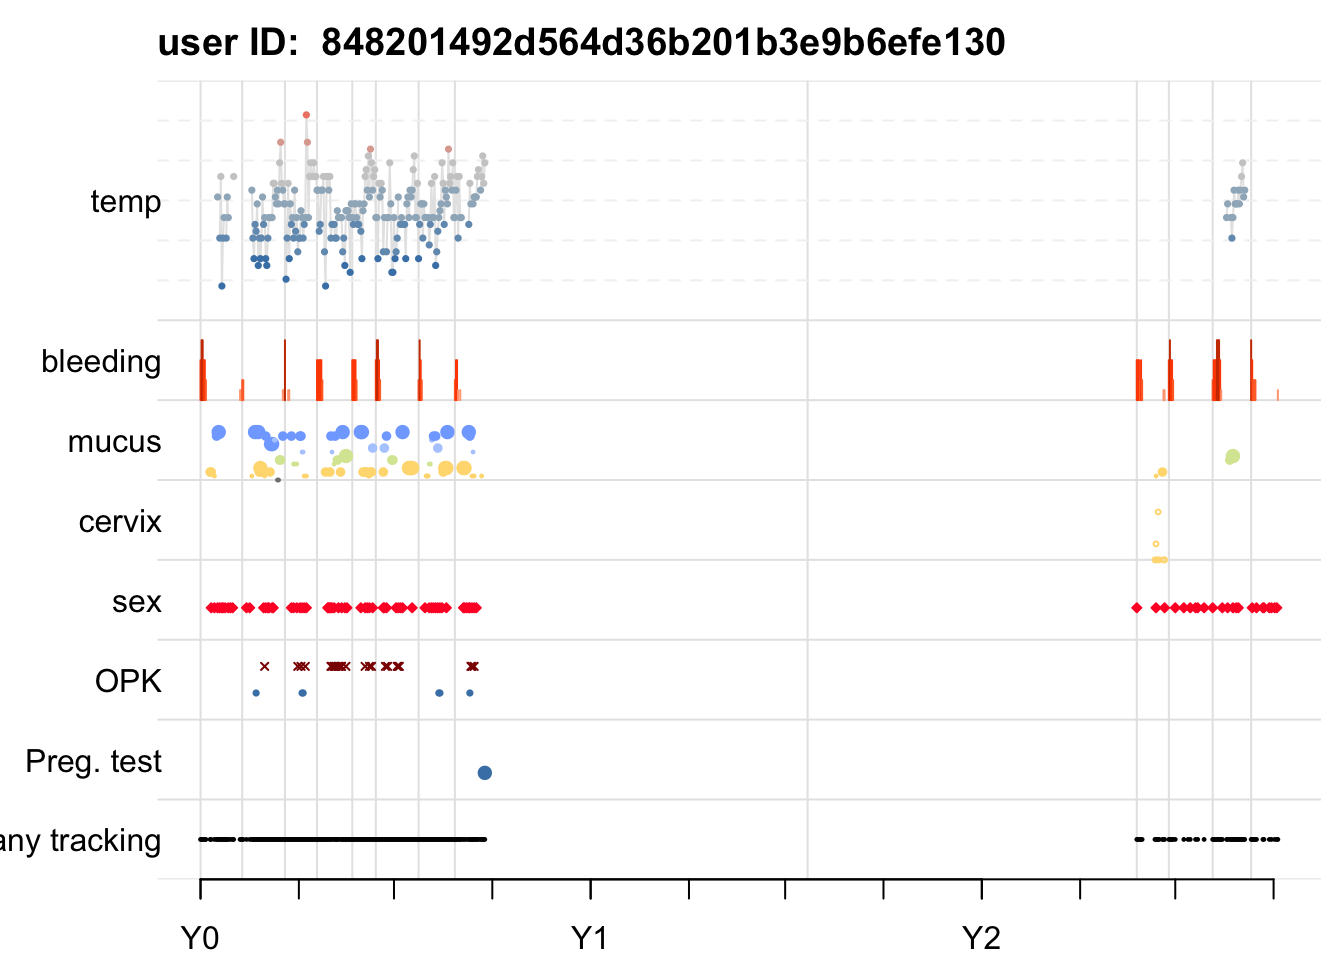 user ID:  848201492d564d36b201b3e9b6efe130
temp
bleeding
mucus
cervix
sex
OPK
Preg. test
any tracking
Y0 Y1 Y2